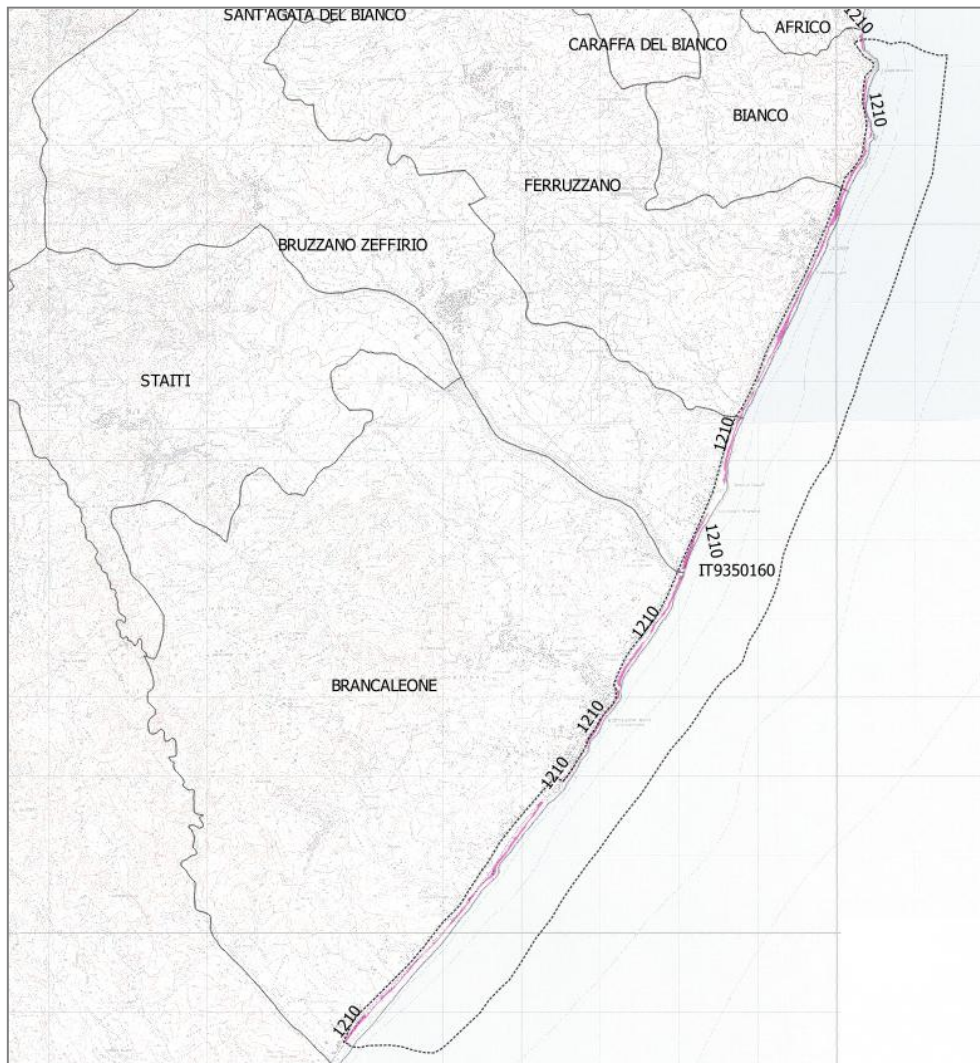 SANT'AGATA DEL BIANCO
1210
AFRICO
CARAFFA DEL BIANCO
1210
BIANCO
FERRUZZANO
BRUZZANO ZEFFIRIO
STAITI
1210
1210
IT9350160
1210
BRANCALEONE
1210
1210
1210